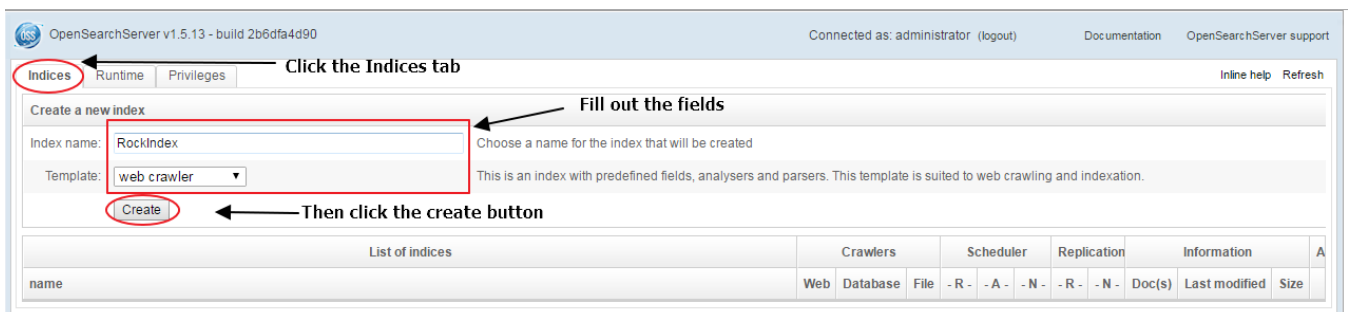 OSS OpenSearchServer v1.5.13 - build 2b6dfa4d90 Connected as: administrator (logout) Documentation OpenSearchServer support
Click the Indices tab
Indices Runtime Privileges Inline help Refresh
Create a new index Fill out the fields
Index name: RockIndex Choose a name for the index that will be created
Template: web crawler This is an index with predefined fields, analysers and parsers. This template is suited to web crawling and indexation.
Create Then click the create button
List of indices Crawlers Scheduler Replication Information A
name Web Database File - R - - A - - N - - R - - N - Doc(s) Last modified Size